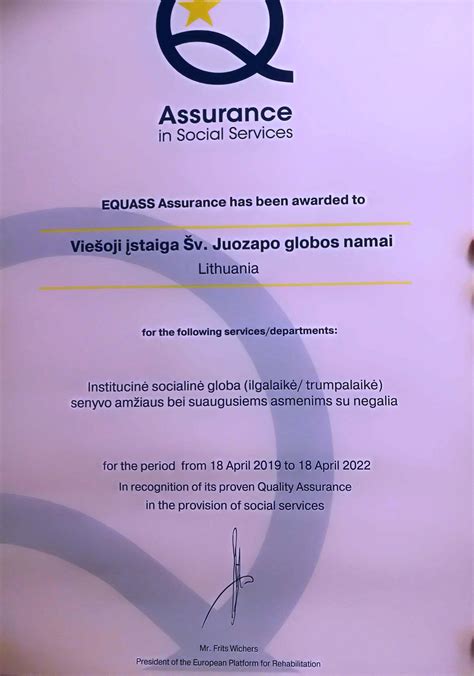 Assurance
in Social Services
EQUASS Assurance has been awarded to
Viešoji įstaiga Šv. Juozapo globos namai
Lithuania
for the following services/departments:
Institucinė socialinė globa (ilgalaikė/ trumpalaikė)
senyvo amžiaus bei suaugusiems asmenims su negalia
for the period from 18 April 2019 to 18 April 2022
In recognition of its proven Quality Assurance
in the provision of social services
Mr. Frits Wichers
President of the European Platform for Rehabilitation